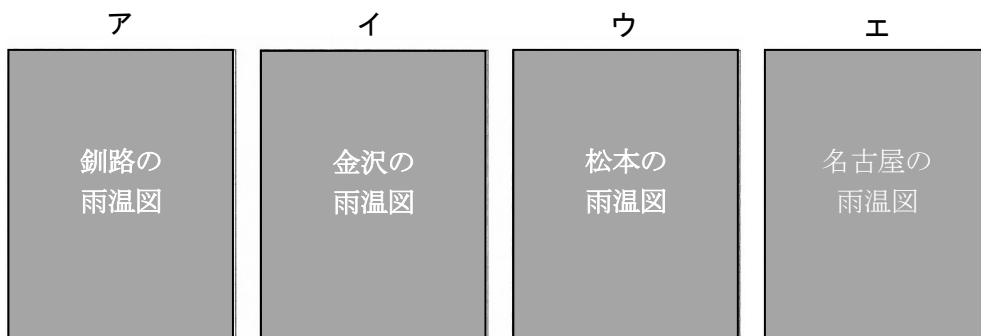 ア イ ウ エ
釧路の
雨温図
金沢の
雨温図
松本の
雨温図
名古屋の
雨温図